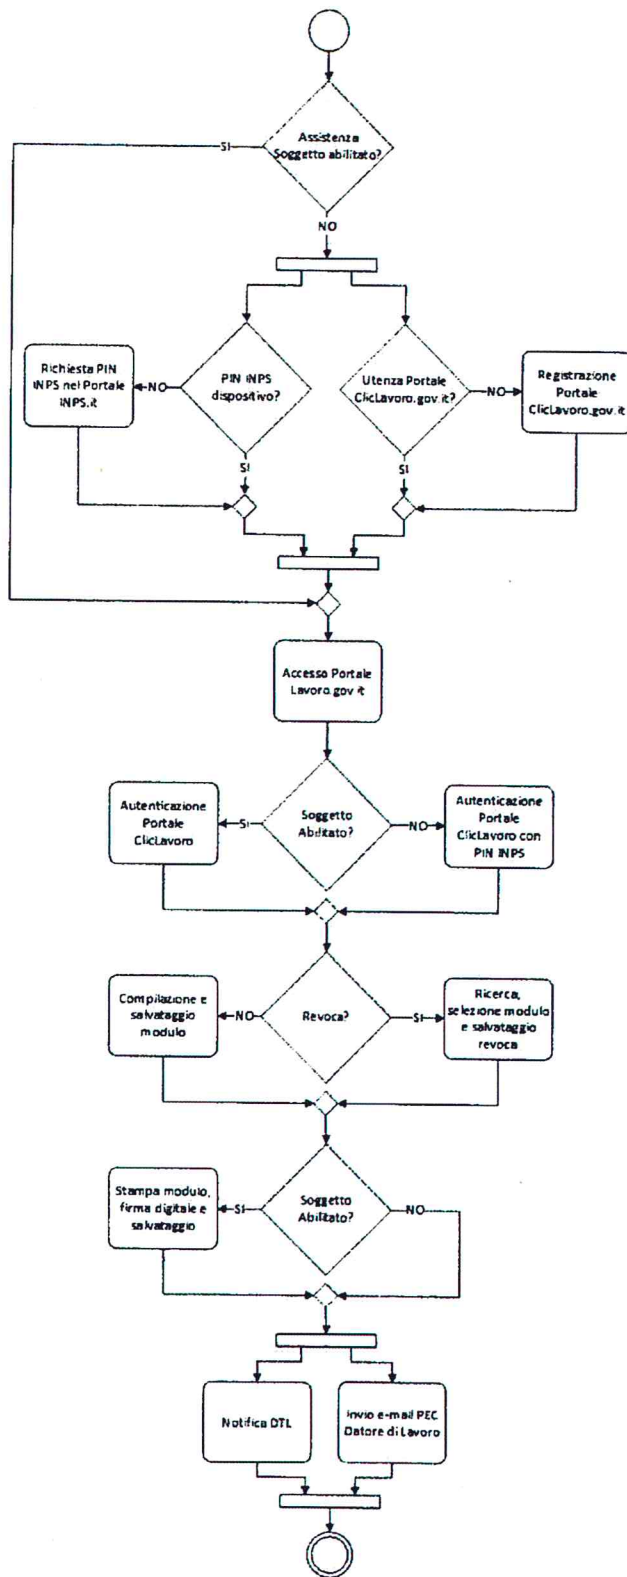 Assistenza
Soggetto abilitato?
SI
NO
Richiesta PIN
INPS nel Portale
INPS.it
NO
PIN INPS
dispositivo?
Utenza Portale
ClicLavoro.gov.it?
NO
Registrazione
Portale
ClicLavoro.gov.it
SI
SI
Accesso Portale
Lavoro.gov.it
Autenticazione
Portale
ClicLavoro
SI
Soggetto
Abilitato?
NO
Autenticazione
Portale
ClicLavoro con
PIN INPS
Compilazione e
salvataggio
modulo
NO
Revoca?
SI
Ricerca,
selezione modulo
e salvataggio
revoca
Stampa modulo,
firma digitale e
salvataggio
SI
Soggetto
Abilitato?
NO
Notifica DTL
Invio e-mail PEC
Datore di Lavoro